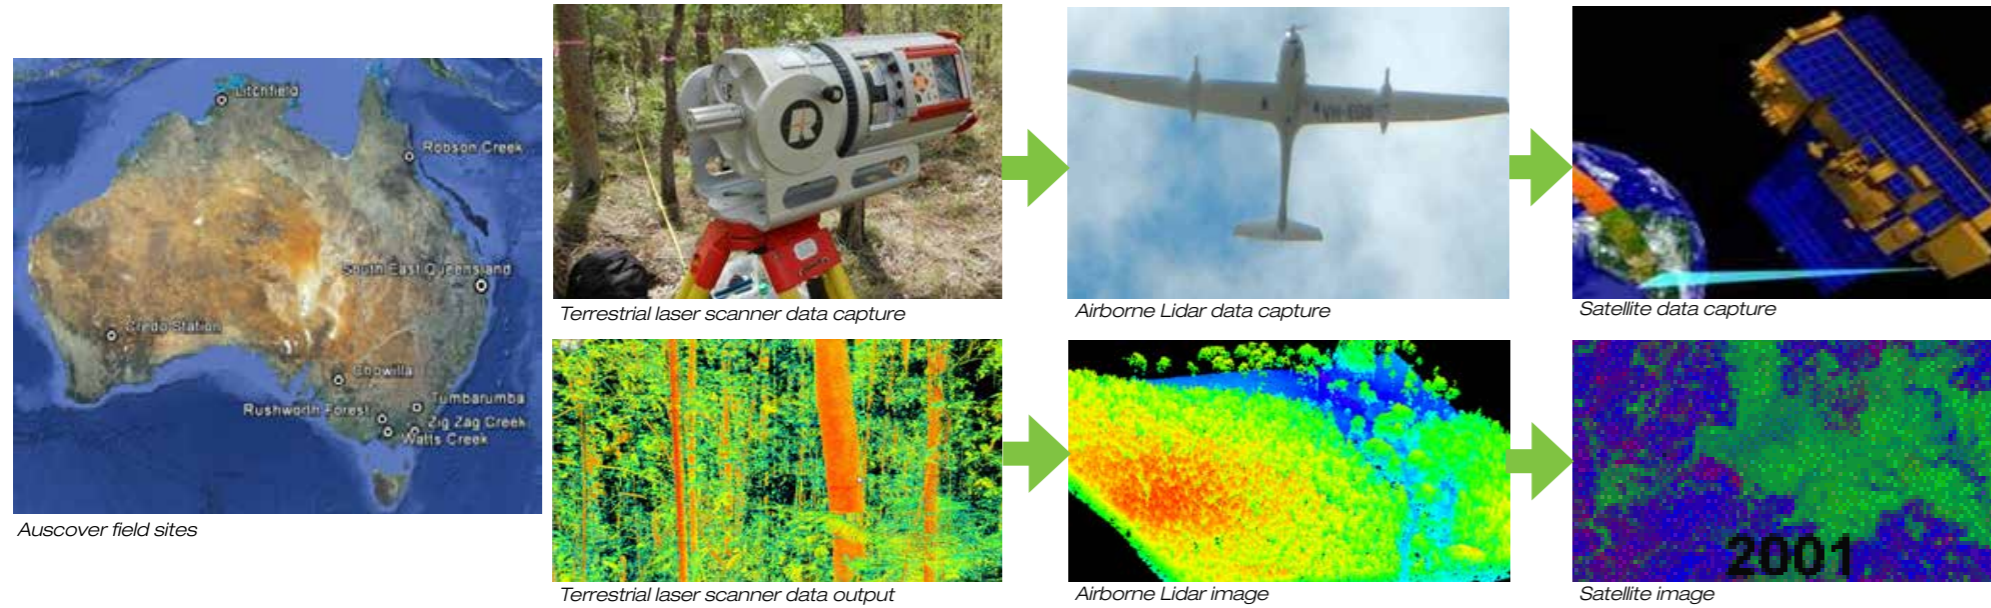 Litchfield
Robson Creek
South East Queensland
Credo Station
Chowilla
Tumbarumba
Rushworth Forest
Zig Zag Creek
Watts Creek
Auscover field sites
R
Terrestrial laser scanner data capture
Airborne Lidar data capture
Satellite data capture
2001
Terrestrial laser scanner data output
Airborne Lidar image
Satellite image